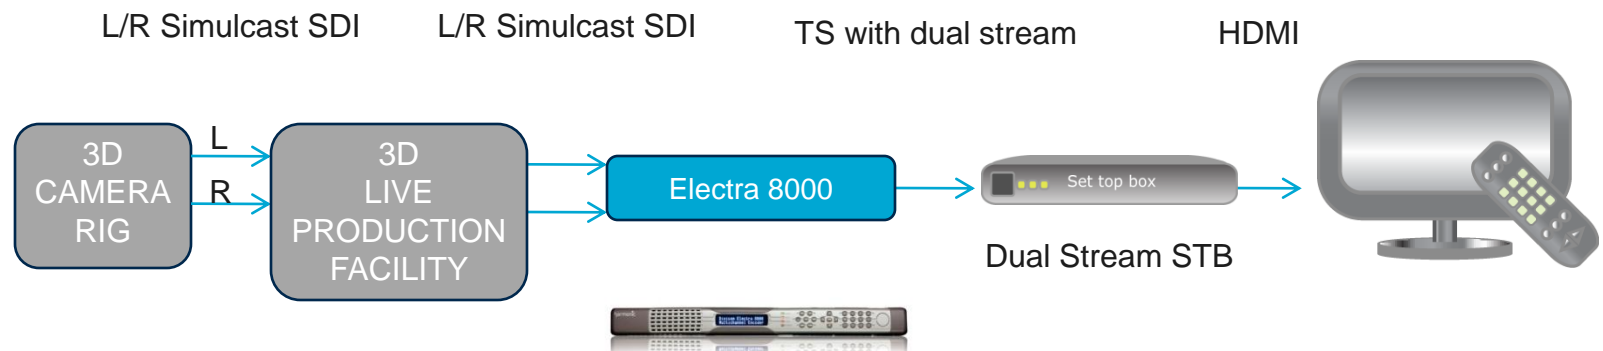 L/R Simulcast SDI
L/R Simulcast SDI
TS with dual stream
HDMI
3D
CAMERA
RIG
L
R
3D
LIVE
PRODUCTION
FACILITY
Electra 8000
Set top box
Dual Stream STB
harmonic